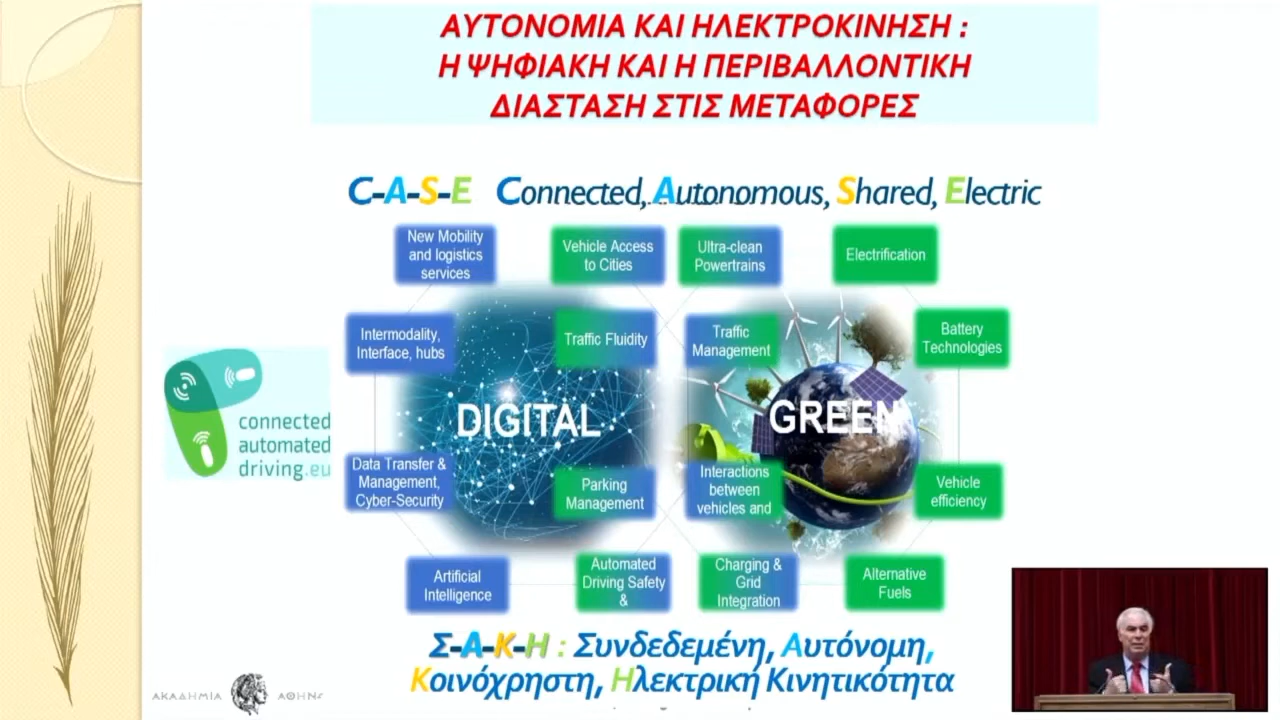 ΑΥΤΟΝΟΜΙΑ ΚΑΙ ΗΛΕΚΤΡΟΚΙΝΗΣΗ :
Η ΨΗΦΙΑΚΗ ΚΑΙ Η ΠΕΡΙΒΑΛΛΟΝΤΙΚΗ
ΔΙΑΣΤΑΣΗ ΣΤΙΣ ΜΕΤΑΦΟΡΕΣ
C-A-S-E Connected, Autonomous, Shared, Electric
New Mobility
and logistics
services
Vehicle Access
to Cities
Ultra-clean
Powertrains
Electrification
Intermodality,
Interface, hubs
Traffic Fluidity
Traffic
Management
Battery
Technologies
connected
automated
driving.eu
DIGITAL
GREEN
Data Transfer &
Management,
Cyber-Security
Parking
Management
Interactions
between
vehicles and
Vehicle
efficiency
Artificial
Intelligence
Automated
Driving Safety
&
Charging &
Grid
Integration
Alternative
Fuels
Σ-Α-Κ-Η : Συνδεδεμένη, Αυτόνομη,
Κοινόχρηστη, Ηλεκτρική Κινητικότητα
ΑΚΑΔΗΜΙΑ ΑΘΗΝΩΝ